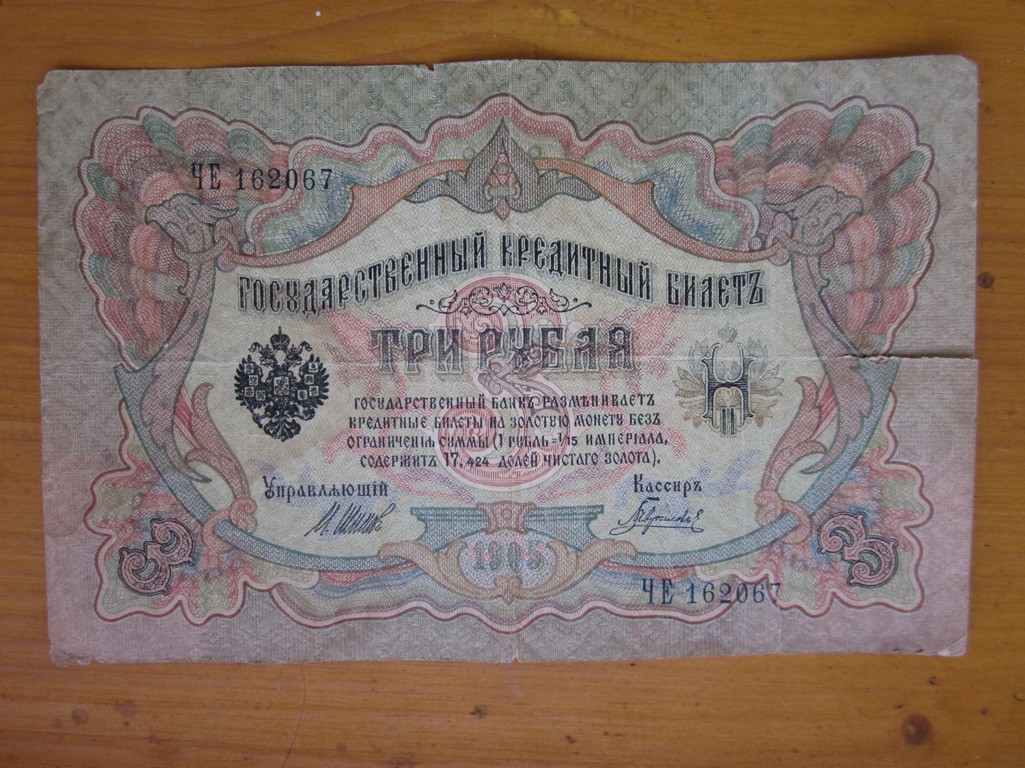 ЧЕ 162067
ГОСУДАРСТВЕННЫЙ КРЕДИТНЫЙ БИЛЕТЪ
ТРИ РУБЛЯ
ГОСУДАРСТВЕННЫЙ БАНКЪ РАЗМѢНИВАЕТЪ
КРЕДИТНЫЕ БИЛЕТЫ НА ЗОЛОТУЮ МОНЕТУ БЕЗЪ
ОГРАНИЧЕНІЯ СУММЫ (1 РУБЛЬ = 1/15 ИМПЕРІАЛА,
СОДЕРЖИТЪ 17,424 ДОЛЕЙ ЧИСТАГО ЗОЛОТА).
Управляющій
Кассиръ
И. Шипов
3
1905
3
ЧЕ 162067